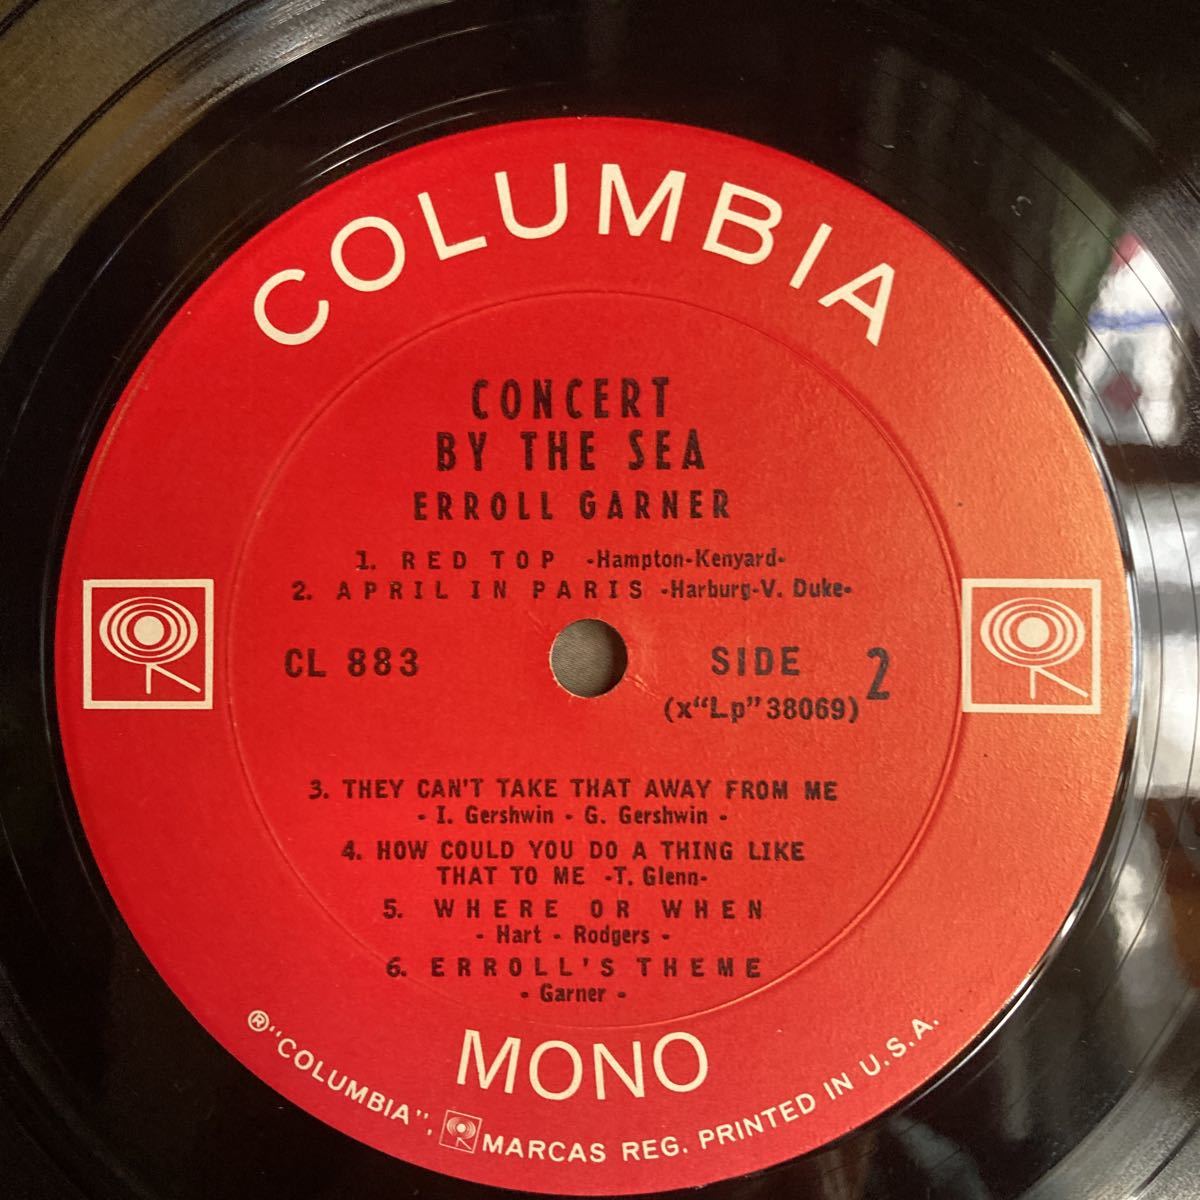 COLUMBIA
CONCERT
BY THE SEA
ERROLL GARNER
1. RED TOP -Hampton-Kenyard-
2. APRIL IN PARIS -Harburg-V. Duke-
CL 883
SIDE 2
(x"Lp"38069)
3. THEY CAN'T TAKE THAT AWAY FROM ME
- I. Gershwin - G. Gershwin -
4. HOW COULD YOU DO A THING LIKE
THAT TO ME -T. Glenn-
5. WHERE OR WHEN
- Hart - Rodgers -
6. ERROLL'S THEME
- Garner -
MONO
®"COLUMBIA", MARCAS REG. PRINTED IN U.S.A.